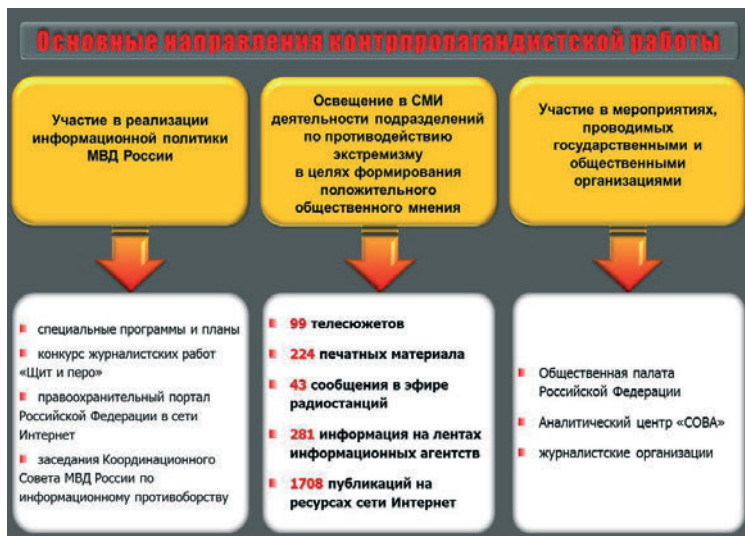 Основные направления контрпропагандистской работы
Участие в реализации
информационной политики
МВД России
Освещение в СМИ
деятельности подразделений
по противодействию
экстремизму
в целях формирования
положительного
общественного мнения
Участие в мероприятиях,
проводимых
государственными и
общественными
организациями
специальные программы и планы
конкурс журналистских работ
«Щит и перо»
правоохранительный портал
Российской Федерации в сети
Интернет
заседания Координационного
Совета МВД России по
информационному противоборству
99 телесюжетов
224 печатных материала
43 сообщения в эфире
радиостанций
281 информация на лентах
информационных агентств
1708 публикаций на
ресурсах сети Интернет
Общественная палата
Российской Федерации
Аналитический центр «СОВА»
журналистские организации